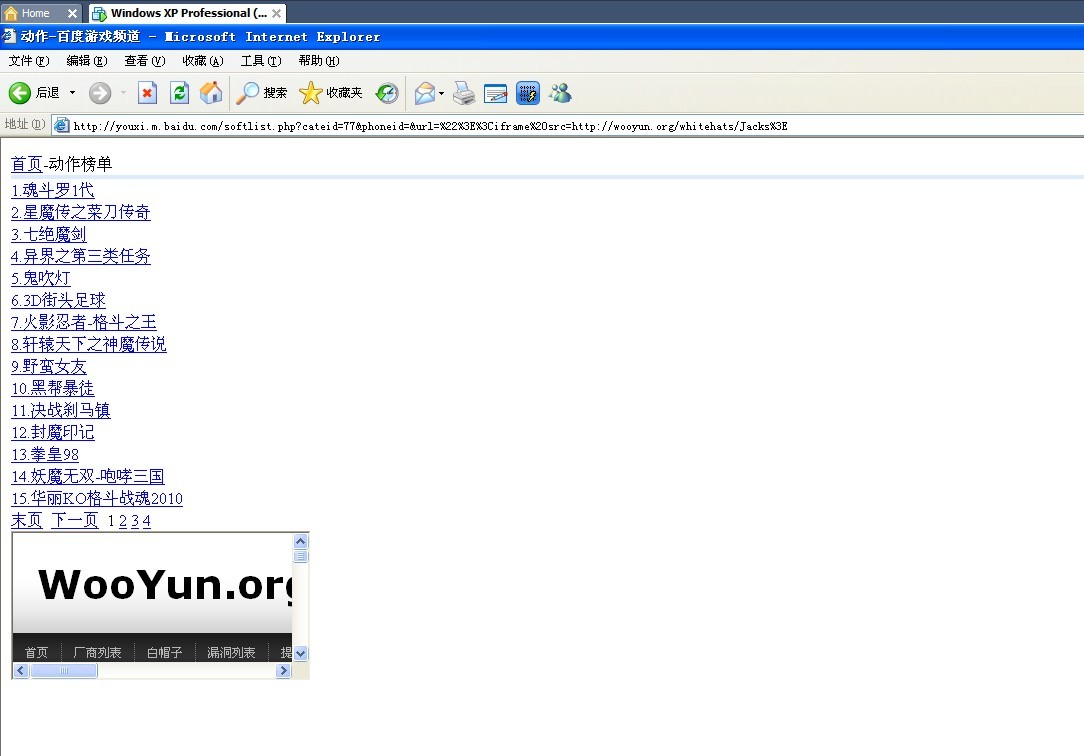 Home
Windows XP Professional (...
动作-百度游戏频道 - Microsoft Internet Explorer
文件(F) 编辑(E) 查看(V) 收藏(A) 工具(T) 帮助(H)
后退 搜索 收藏夹
地址(D) http://youxi.m.baidu.com/softlist.php?cateid=77&phoneid=&url=%22%3E%3Ciframe%20src=http://wooyun.org/whitehats/Jacks%3E
首页-动作榜单
1.魂斗罗1代
2.星魔传之菜刀传奇
3.七绝魔剑
4.异界之第三类任务
5.鬼吹灯
6.3D街头足球
7.火影忍者-格斗之王
8.轩辕天下之神魔传说
9.野蛮女友
10.黑帮暴徒
11.决战刹马镇
12.封魔印记
13.拳皇98
14.妖魔无双-咆哮三国
15.华丽KO格斗战魂2010
末页 下一页 1 2 3 4
WooYun.org
首页 厂商列表 白帽子 漏洞列表 提